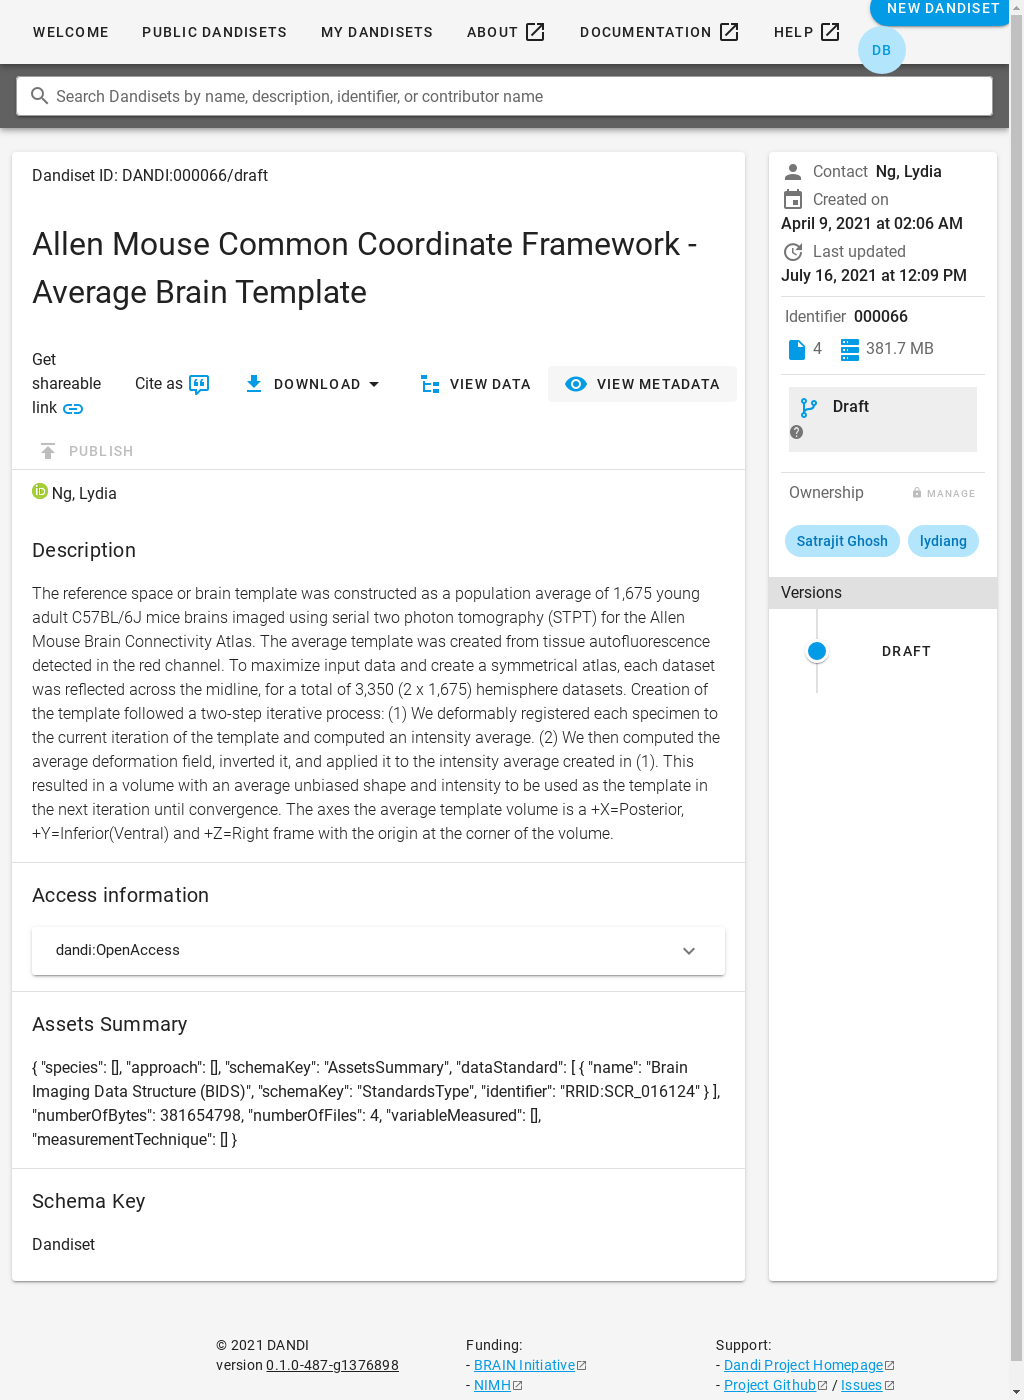 WELCOME PUBLIC DANDISETS MY DANDISETS ABOUT DOCUMENTATION HELP NEW DANDISET
DB
Search Dandisets by name, description, identifier, or contributor name
Dandiset ID: DANDI:000066/draft
Allen Mouse Common Coordinate Framework -
Average Brain Template
Get
shareable
link
Cite as
DOWNLOAD
VIEW DATA
VIEW METADATA
PUBLISH
iD Ng, Lydia
Description
The reference space or brain template was constructed as a population average of 1,675 young
adult C57BL/6J mice brains imaged using serial two photon tomography (STPT) for the Allen
Mouse Brain Connectivity Atlas. The average template was created from tissue autofluorescence
detected in the red channel. To maximize input data and create a symmetrical atlas, each dataset
was reflected across the midline, for a total of 3,350 (2 x 1,675) hemisphere datasets. Creation of
the template followed a two-step iterative process: (1) We deformably registered each specimen to
the current iteration of the template and computed an intensity average. (2) We then computed the
average deformation field, inverted it, and applied it to the intensity average created in (1). This
resulted in a volume with an average unbiased shape and intensity to be used as the template in
the next iteration until convergence. The axes the average template volume is a +X=Posterior,
+Y=Inferior(Ventral) and +Z=Right frame with the origin at the corner of the volume.
Access information
dandi:OpenAccess
Assets Summary
{ "species": [], "approach": [], "schemaKey": "AssetsSummary", "dataStandard": [ { "name": "Brain
Imaging Data Structure (BIDS)", "schemaKey": "StandardsType", "identifier": "RRID:SCR_016124" } ],
"numberOfBytes": 381654798, "numberOfFiles": 4, "variableMeasured": [],
"measurementTechnique": [] }
Schema Key
Dandiset
Contact Ng, Lydia
Created on
April 9, 2021 at 02:06 AM
Last updated
July 16, 2021 at 12:09 PM
Identifier 000066
4 381.7 MB
Draft
?
Ownership MANAGE
Satrajit Ghosh lydiang
Versions
DRAFT
© 2021 DANDI
version 0.1.0-487-g1376898
Funding:
- BRAIN Initiative
- NIMH
Support:
- Dandi Project Homepage
- Project Github / Issues